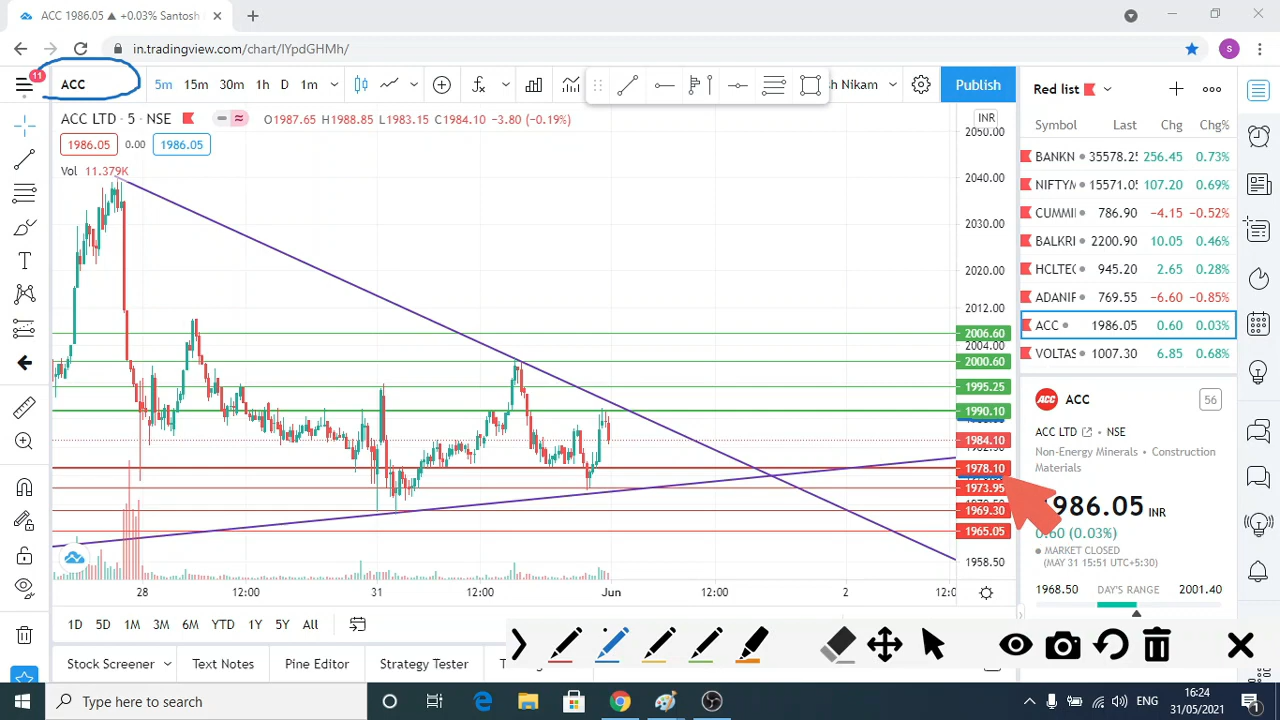 ACC 1986.05 ▲ +0.03% Santosh
in.tradingview.com/chart/IYpdGHMh/
S
11
ACC 5m 15m 30m 1h D 1m h Nikam Publish
ACC LTD · 5 · NSE O1987.65 H1988.85 L1983.15 C1984.10 −3.80 (−0.19%)
1986.05 0.00 1986.05
Vol 11.379K
INR
2050.00
2040.00
2030.00
2020.00
2012.00
2006.60
2004.00
2000.60
1995.25
1990.10
1984.10
1978.10
1973.95
1969.30
1965.05
1958.50
28 12:00 31 12:00 Jun 12:00 2 12:0
1D 5D 1M 3M 6M YTD 1Y 5Y All
Stock Screener Text Notes Pine Editor Strategy Tester
Red list
Symbol Last Chg Chg%
BANKN 35578.25 256.45 0.73%
NIFTYM 15571.05 107.20 0.69%
CUMMI 786.90 −4.15 −0.52%
BALKRI 2200.90 10.05 0.46%
HCLTEC 945.20 2.65 0.28%
ADANIP 769.55 −6.60 −0.85%
ACC 1986.05 0.60 0.03%
VOLTAS 1007.30 6.85 0.68%
ACC ACC 56
ACC LTD • NSE
Non-Energy Minerals • Construction
Materials
1986.05 INR
0.60 (0.03%)
MARKET CLOSED
(MAY 31 15:51 UTC+5:30)
1968.50 DAY'S RANGE 2001.40
Type here to search
ENG
16:24
31/05/2021
1